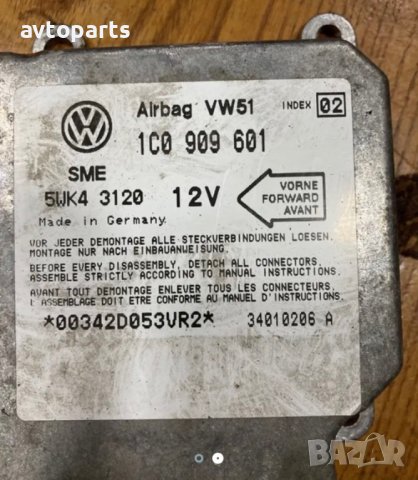 avtoparts
Airbag VW51 INDEX 02
1C0 909 601
SME
5WK4 3120 12V
VORNE
FORWARD
AVANT
Made in Germany
VOR JEDER DEMONTAGE ALLE STECKVERBINDUNGEN LOESEN.
MONTAGE NUR NACH EINBAUANWEISUNG.
BEFORE EVERY DISASSEMBLY, DETACH ALL CONNECTORS.
ASSEMBLE STRICTLY ACCORDING TO MANUAL INSTRUCTIONS.
AVANT TOUT DEMONTAGE ENLEVER TOUS LES CONNECTEURS.
L'ASSEMBLAGE DOIT ETRE CONFORME AU MANUEL D'INSTRUCTIONS.
*00342D053VR2* 34010206 A
BAZAR